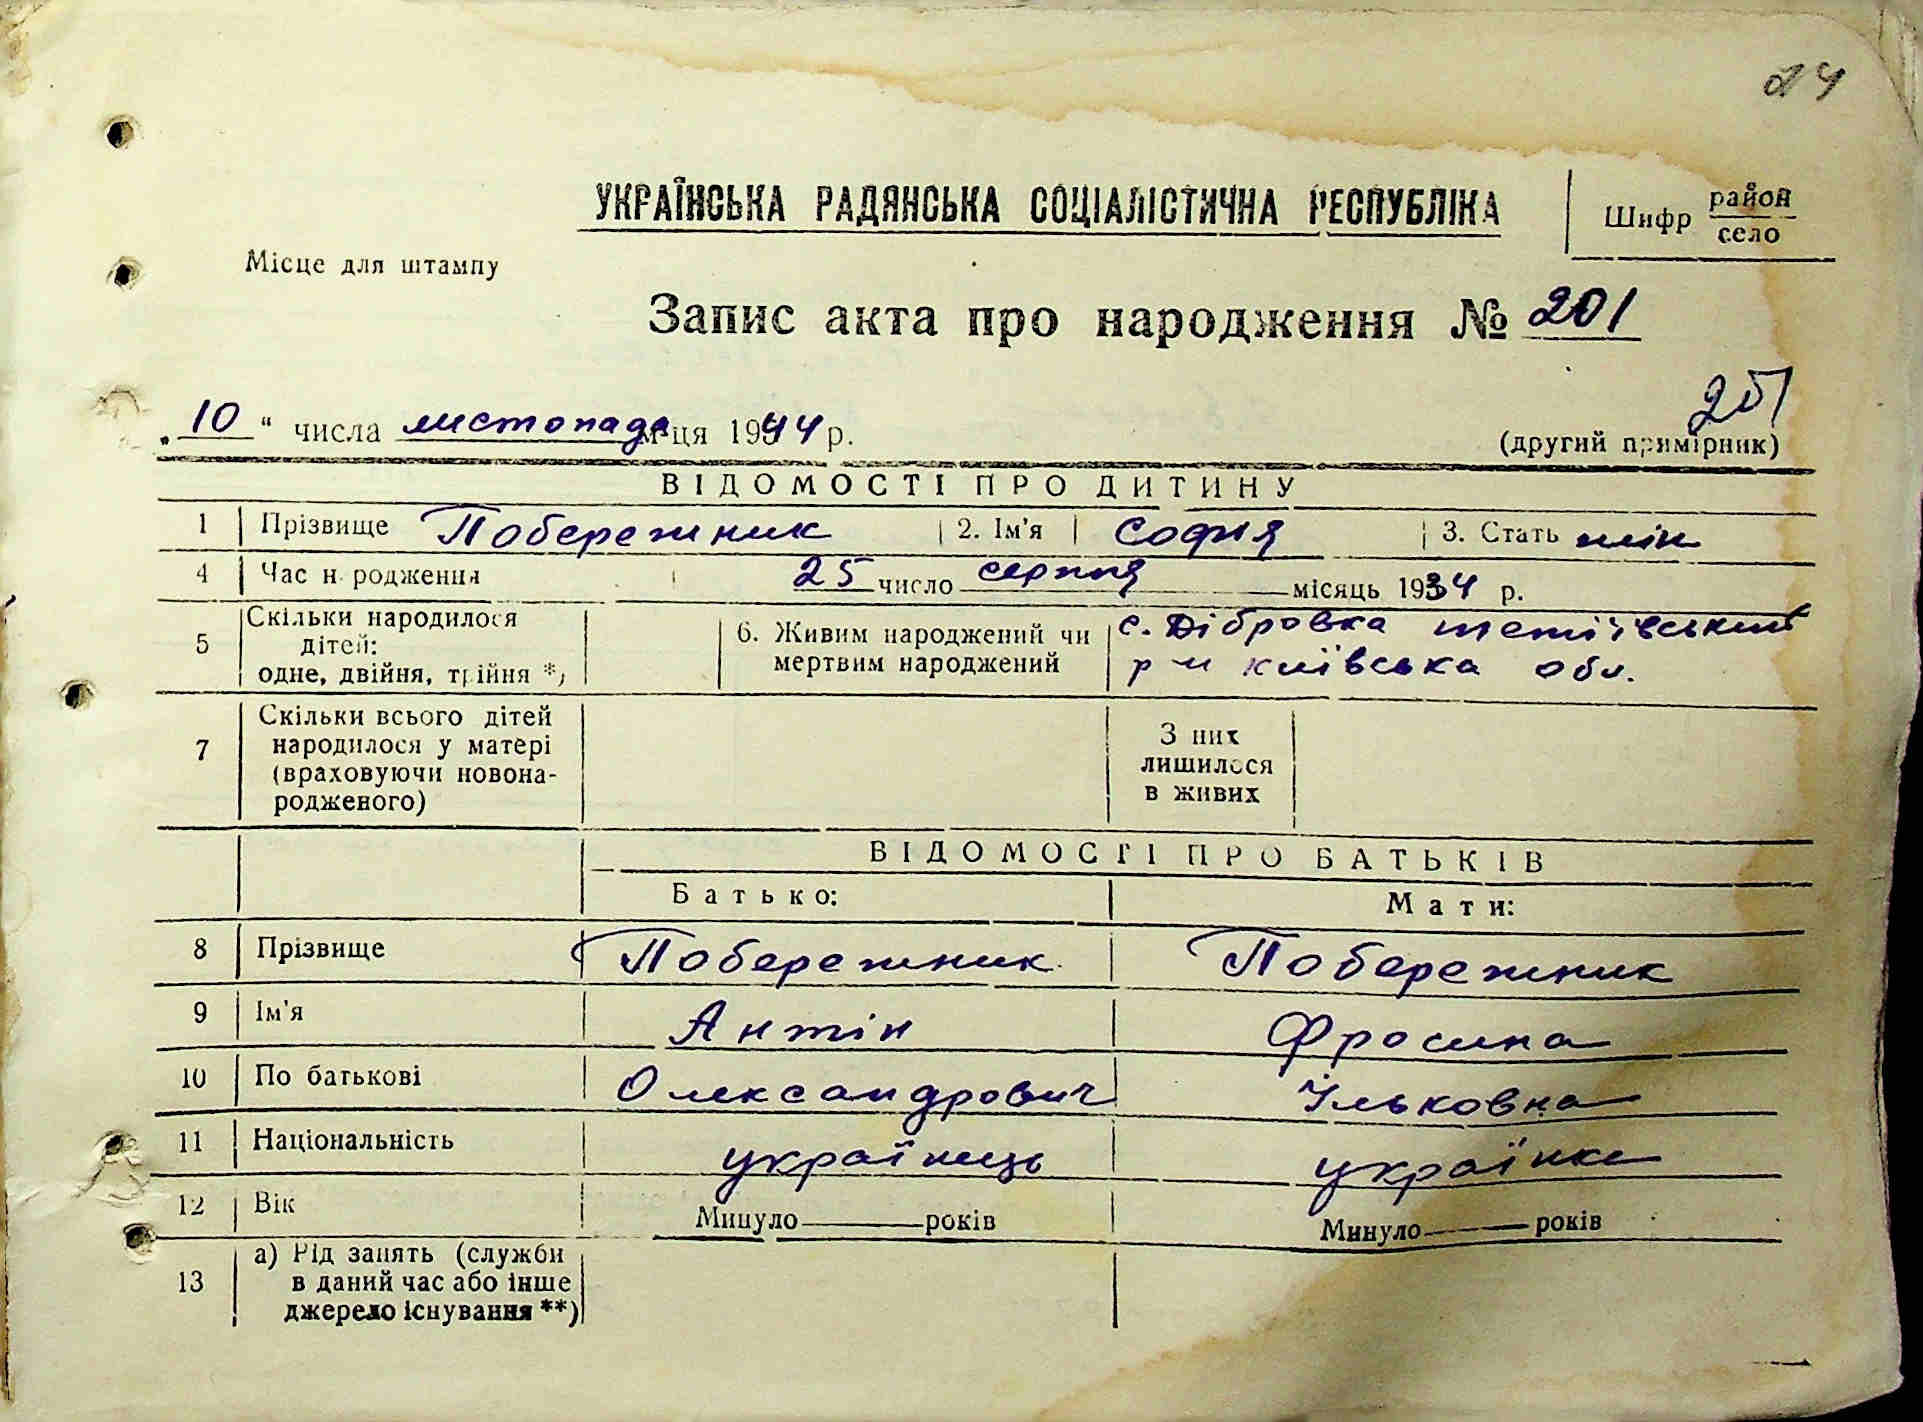 24
УКРАЇНСЬКА РАДЯНСЬКА СОЦІАЛІСТИЧНА РЕСПУБЛІКА
Шифр район село
Місце для штампу
Запис акта про народження № 201
201
„ 10 “ числа листопада м-ця 1944 р.
(другий примірник)
ВІДОМОСТІ ПРО ДИТИНУ
1 Прізвище Побережник 2. Ім'я Софія 3. Стать жін
4 Час народження 25 число серпня місяць 1934 р.
5 Скільки народилося дітей: одне, двійня, трійня *)
6. Живим народжений чи мертвим народжений
с. Дібровка тетіївський
р-н київська обл.
7 Скільки всього дітей народилося у матері (враховуючи новонародженого)
З них лишилося в живих
ВІДОМОСТІ ПРО БАТЬКІВ
Батько: Мати:
8 Прізвище Побережник Побережник
9 Ім'я Антін Фросина
10 По батькові Олександрович Ільковна
11 Національність українець українка
12 Вік Минуло років Минуло років
13 а) Рід занять (служби в даний час або інше джерело існування **)